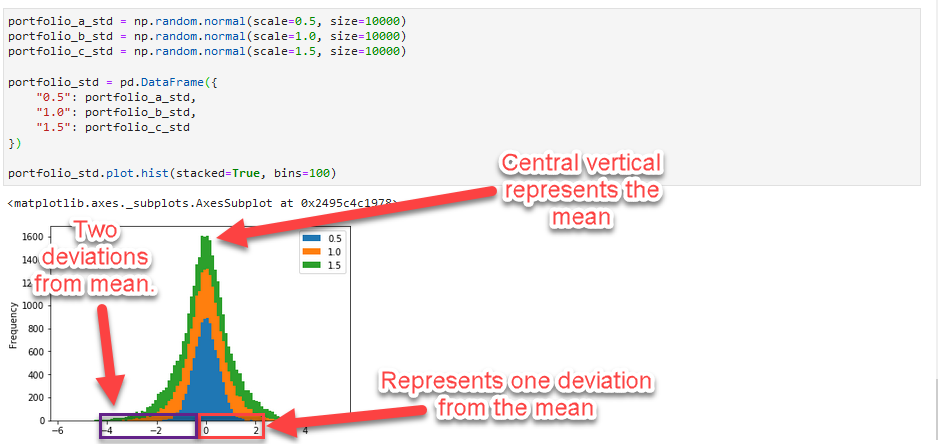 portfolio_a_std = np.random.normal(scale=0.5, size=10000)
portfolio_b_std = np.random.normal(scale=1.0, size=10000)
portfolio_c_std = np.random.normal(scale=1.5, size=10000)
portfolio_std = pd.DataFrame({
"0.5": portfolio_a_std,
"1.0": portfolio_b_std,
"1.5": portfolio_c_std
})
portfolio_std.plot.hist(stacked=True, bins=100)
Central vertical
represents the
mean
<matplotlib.axes._subplots.AxesSubplot at 0x2495c4c1978>
Two
deviations
from mean.
1600
1000
800
600
400
200
0
Frequency
0.5
1.0
1.5
Represents one deviation
from the mean
−6
−4
−2
0
2
4